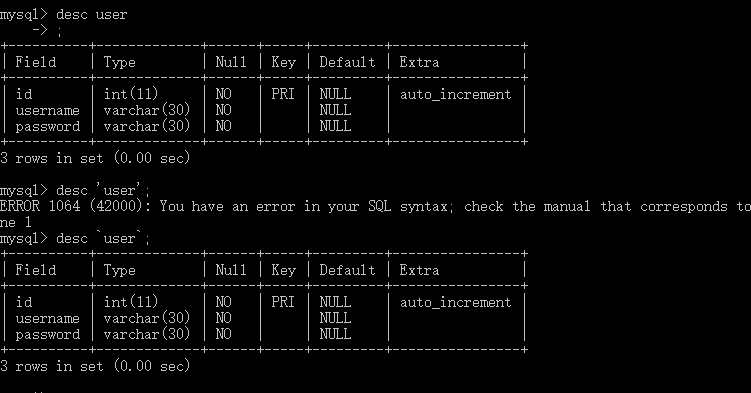 mysql> desc user
    -> ;
+----------+-------------+------+-----+---------+----------------+
| Field    | Type        | Null | Key | Default | Extra          |
+----------+-------------+------+-----+---------+----------------+
| id       | int(11)     | NO   | PRI | NULL    | auto_increment |
| username | varchar(30) | NO   |     | NULL    |                |
| password | varchar(30) | NO   |     | NULL    |                |
+----------+-------------+------+-----+---------+----------------+
3 rows in set (0.00 sec)
mysql> desc 'user';
ERROR 1064 (42000): You have an error in your SQL syntax; check the manual that corresponds to
ne 1
mysql> desc `user`;
+----------+-------------+------+-----+---------+----------------+
| Field    | Type        | Null | Key | Default | Extra          |
+----------+-------------+------+-----+---------+----------------+
| id       | int(11)     | NO   | PRI | NULL    | auto_increment |
| username | varchar(30) | NO   |     | NULL    |                |
| password | varchar(30) | NO   |     | NULL    |                |
+----------+-------------+------+-----+---------+----------------+
3 rows in set (0.00 sec)